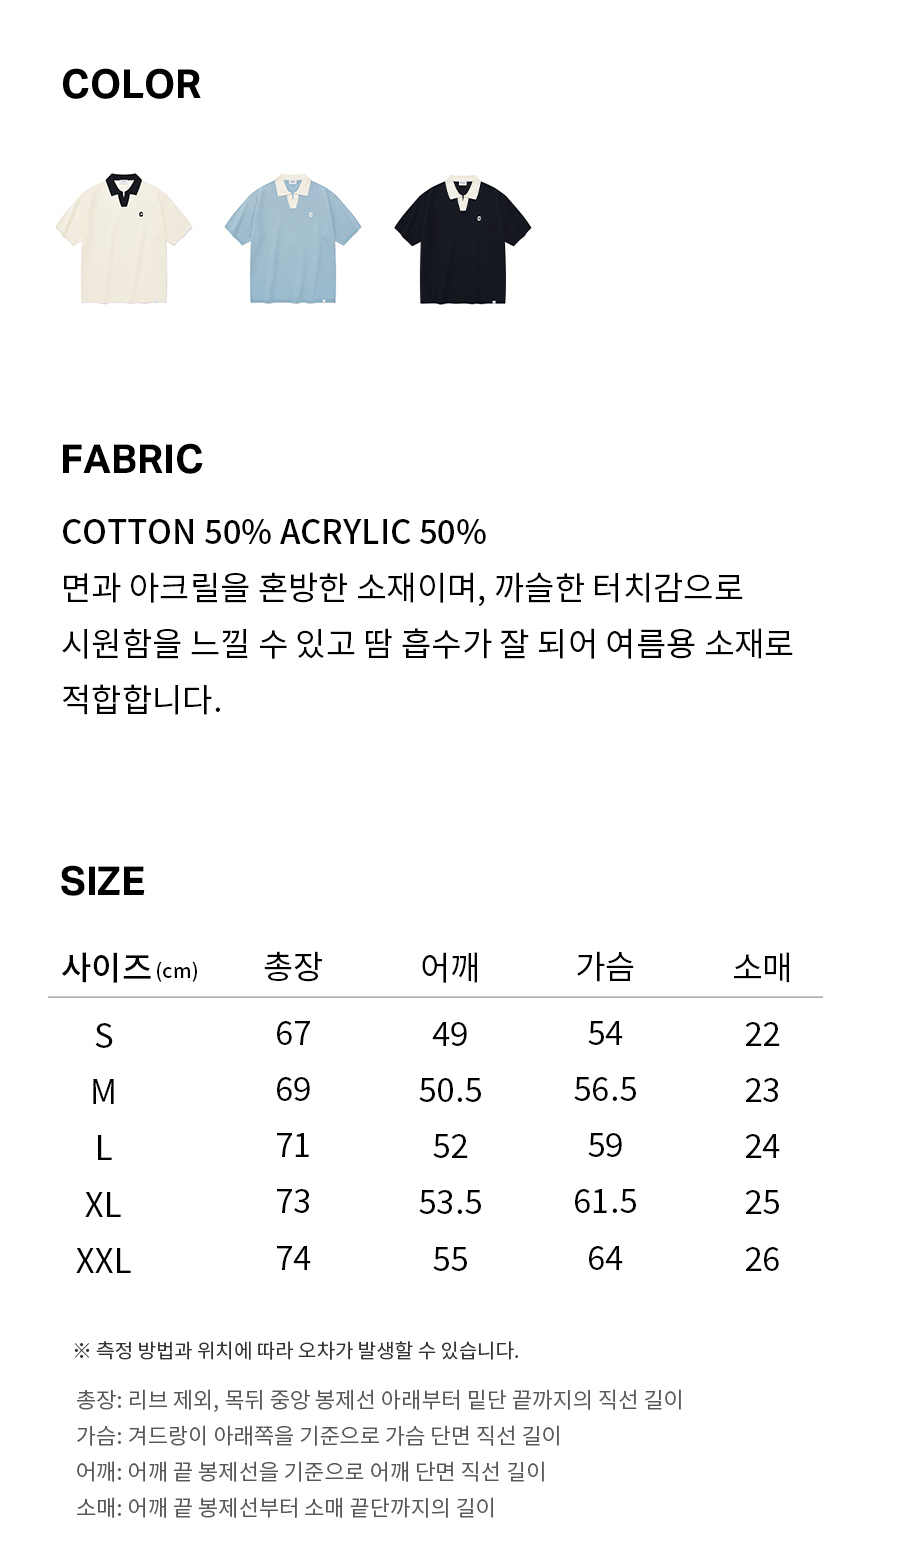 COLOR
FABRIC
COTTON 50% ACRYLIC 50%
면과 아크릴을 혼방한 소재이며, 까슬한 터치감으로
시원함을 느낄 수 있고 땀 흡수가 잘 되어 여름용 소재로
적합합니다.
SIZE
사이즈(cm) 총장 어깨 가슴 소매
S 67 49 54 22
M 69 50.5 56.5 23
L 71 52 59 24
XL 73 53.5 61.5 25
XXL 74 55 64 26
※ 측정 방법과 위치에 따라 오차가 발생할 수 있습니다.
총장: 리브 제외, 목뒤 중앙 봉제선 아래부터 밑단 끝까지의 직선 길이
가슴: 겨드랑이 아래쪽을 기준으로 가슴 단면 직선 길이
어깨: 어깨 끝 봉제선을 기준으로 어깨 단면 직선 길이
소매: 어깨 끝 봉제선부터 소매 끝단까지의 길이